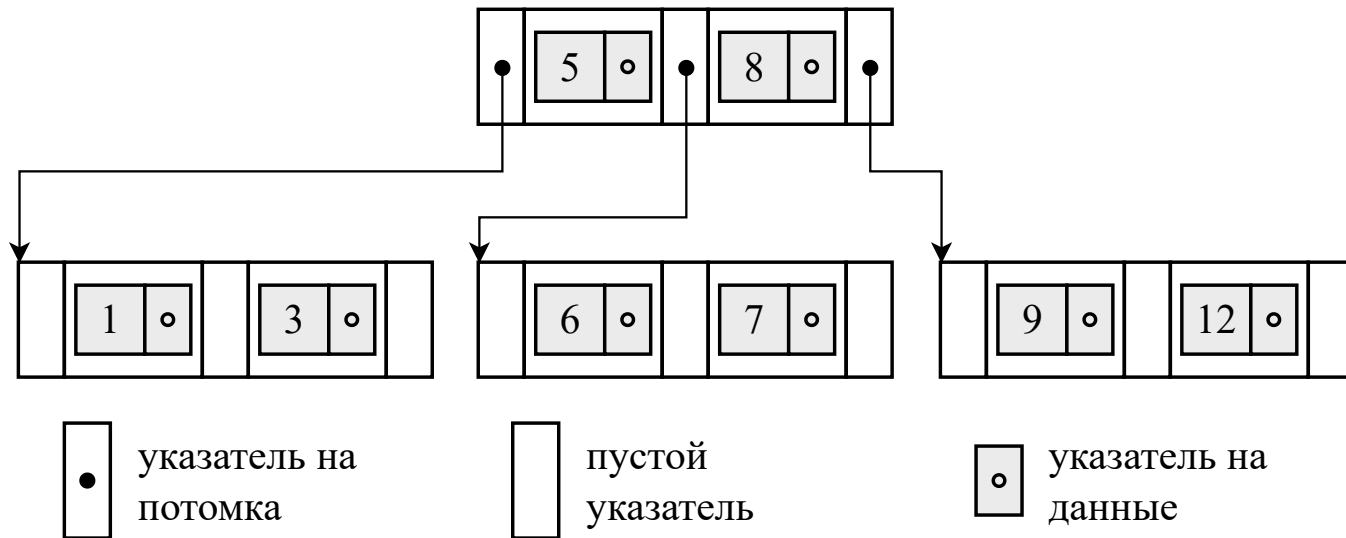 5 8
1 3 6 7 9 12
указатель на
потомка
пустой
указатель
указатель на
данные